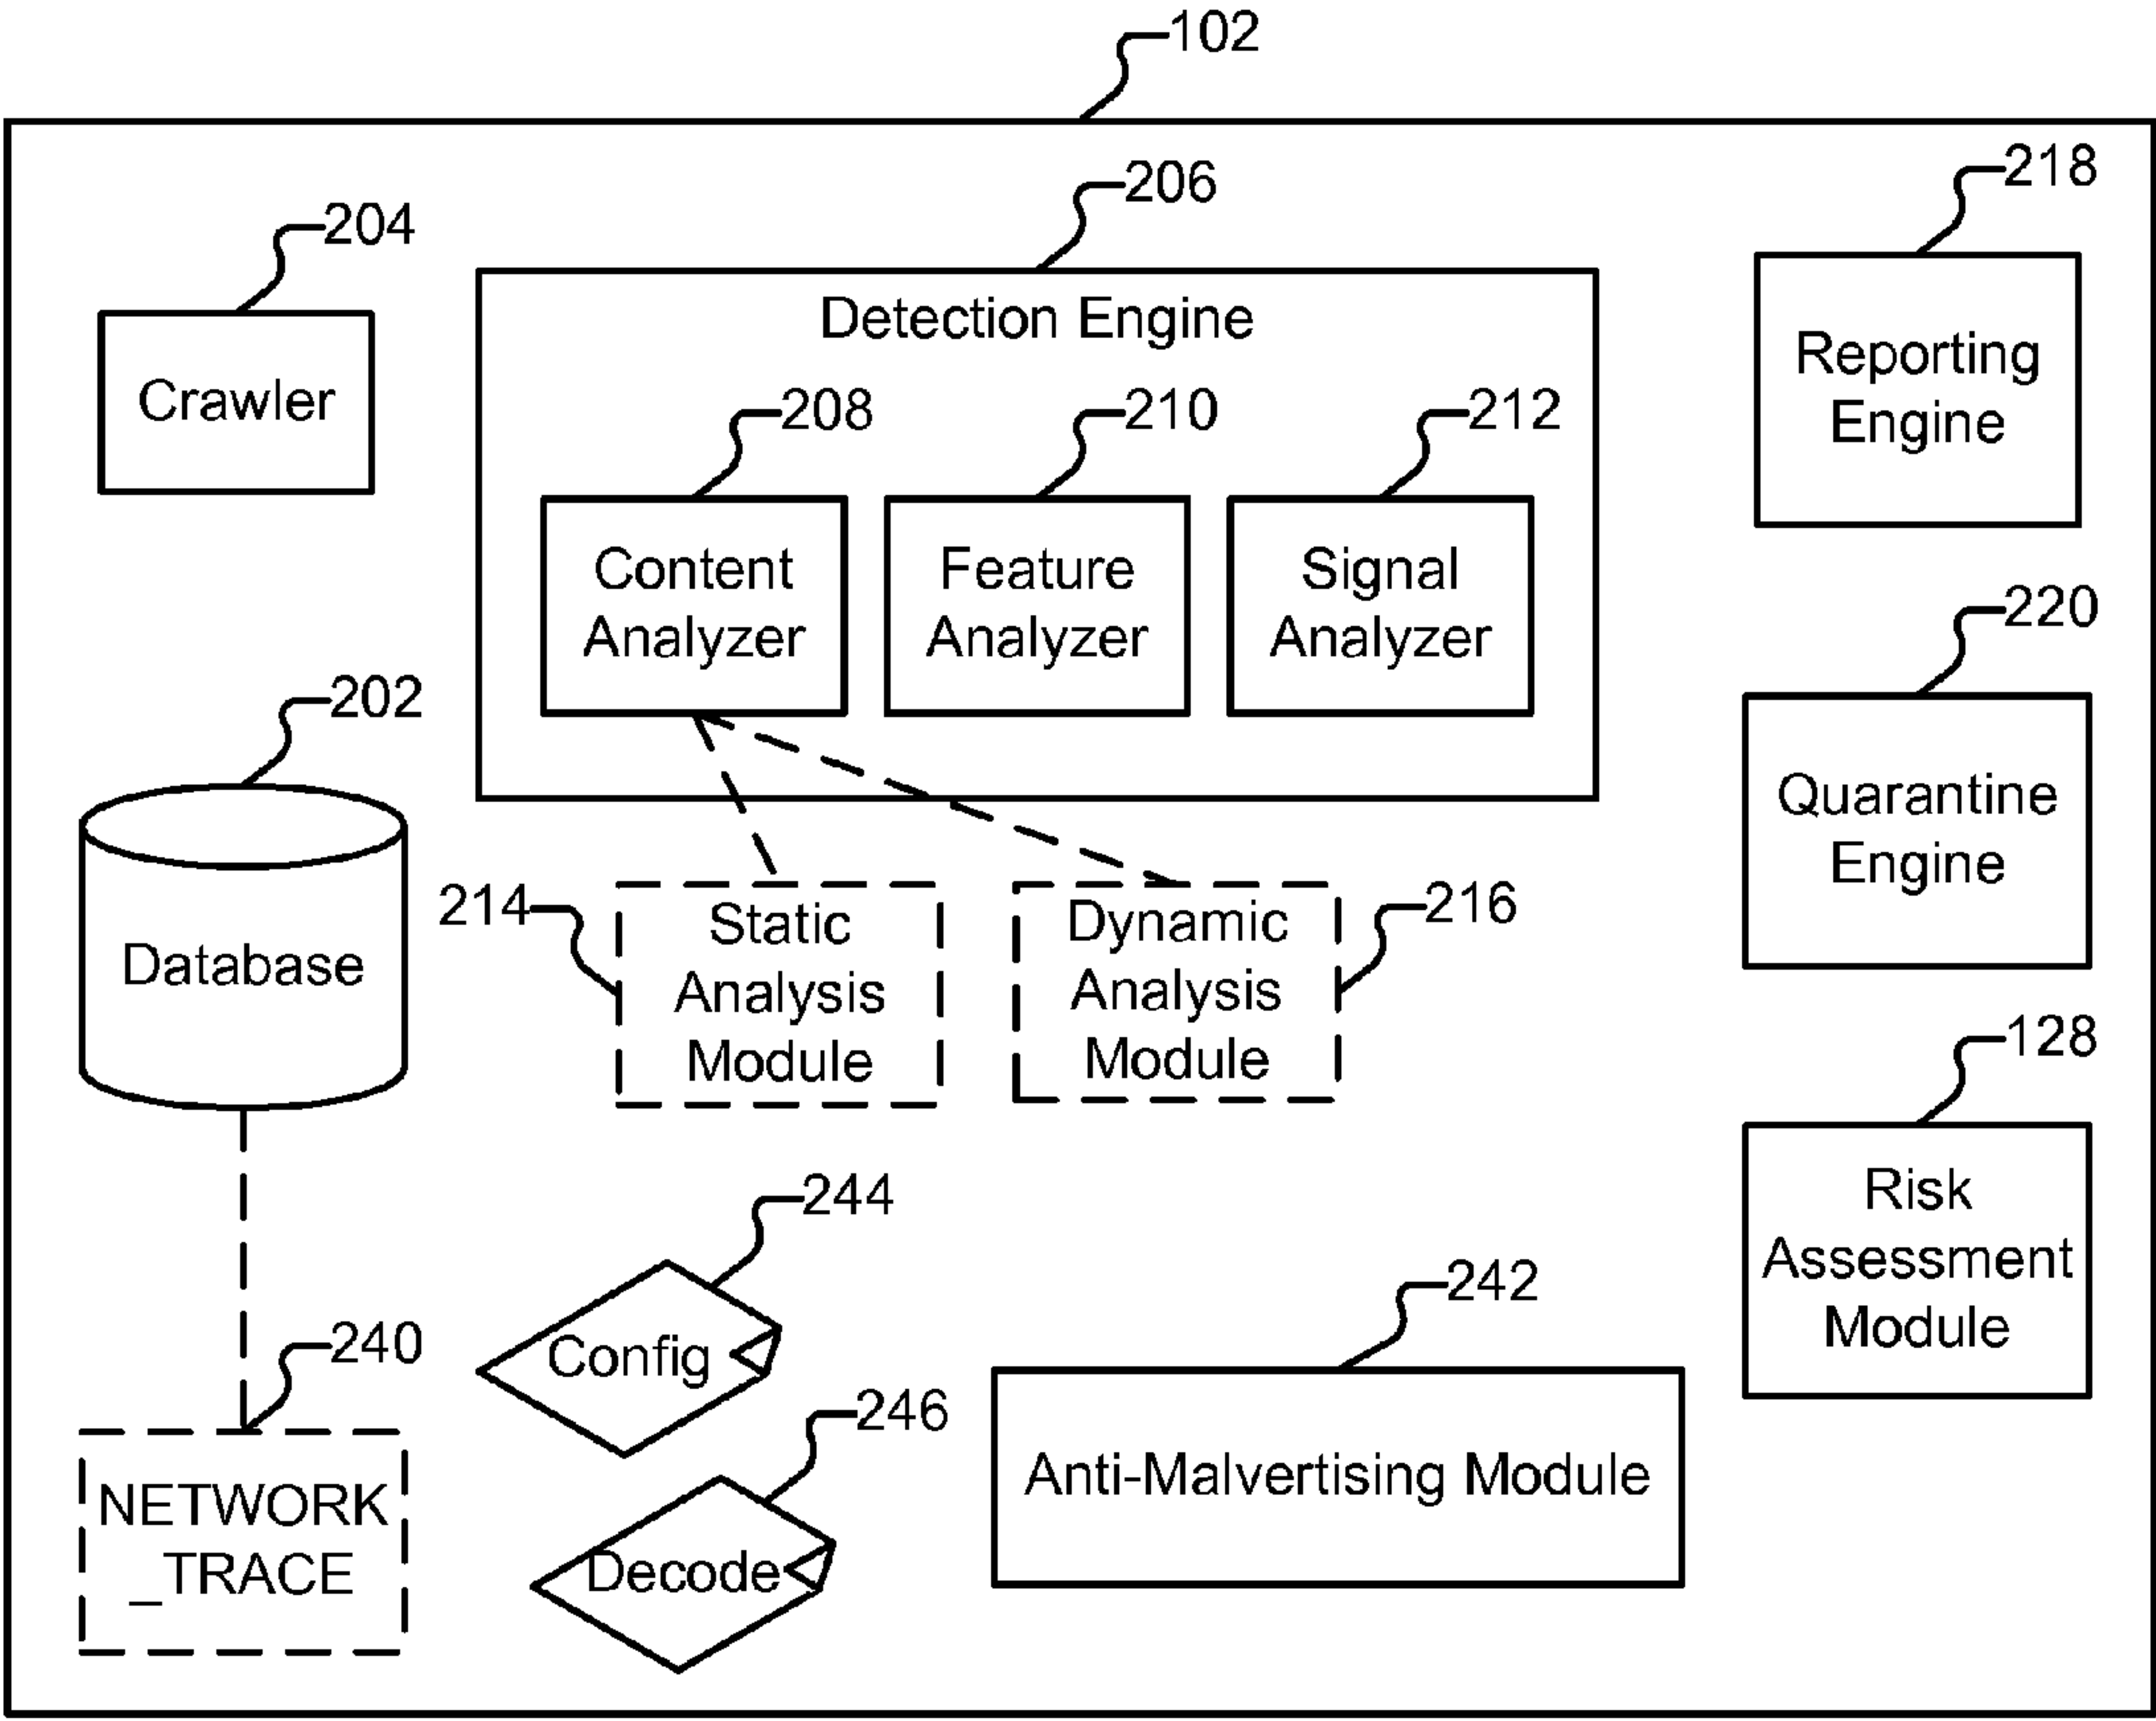 102
206
218
204
Detection Engine
Reporting
Engine
Crawler
208
210
212
Content
Analyzer
Feature
Analyzer
Signal
Analyzer
220
202
Quarantine
Engine
Database
214
Static
Analysis
Module
Dynamic
Analysis
Module
216
128
Risk
Assessment
Module
244
242
240
Config
246
Anti-Malvertising Module
NETWORK
_TRACE
Decode